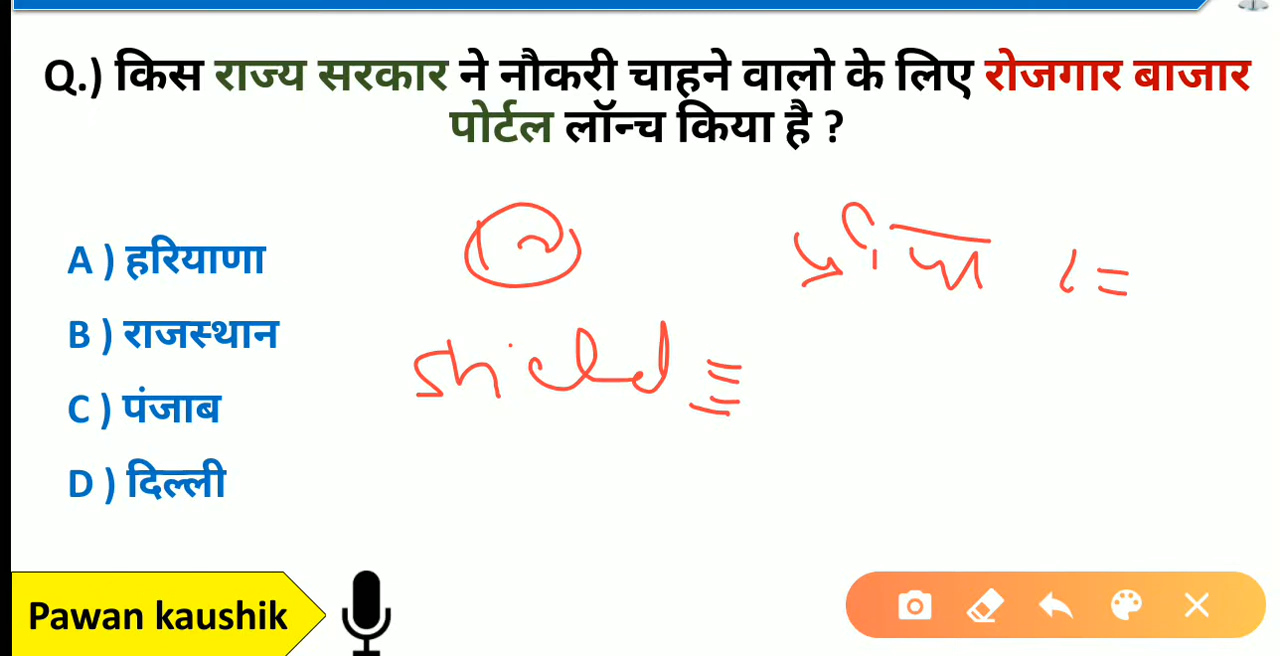 Q.) किस राज्य सरकार ने नौकरी चाहने वालो के लिए रोजगार बाजार
पोर्टल लॉन्च किया है ?
A ) हरियाणा
B ) राजस्थान
shield
C ) पंजाब
D ) दिल्ली
Pawan kaushik